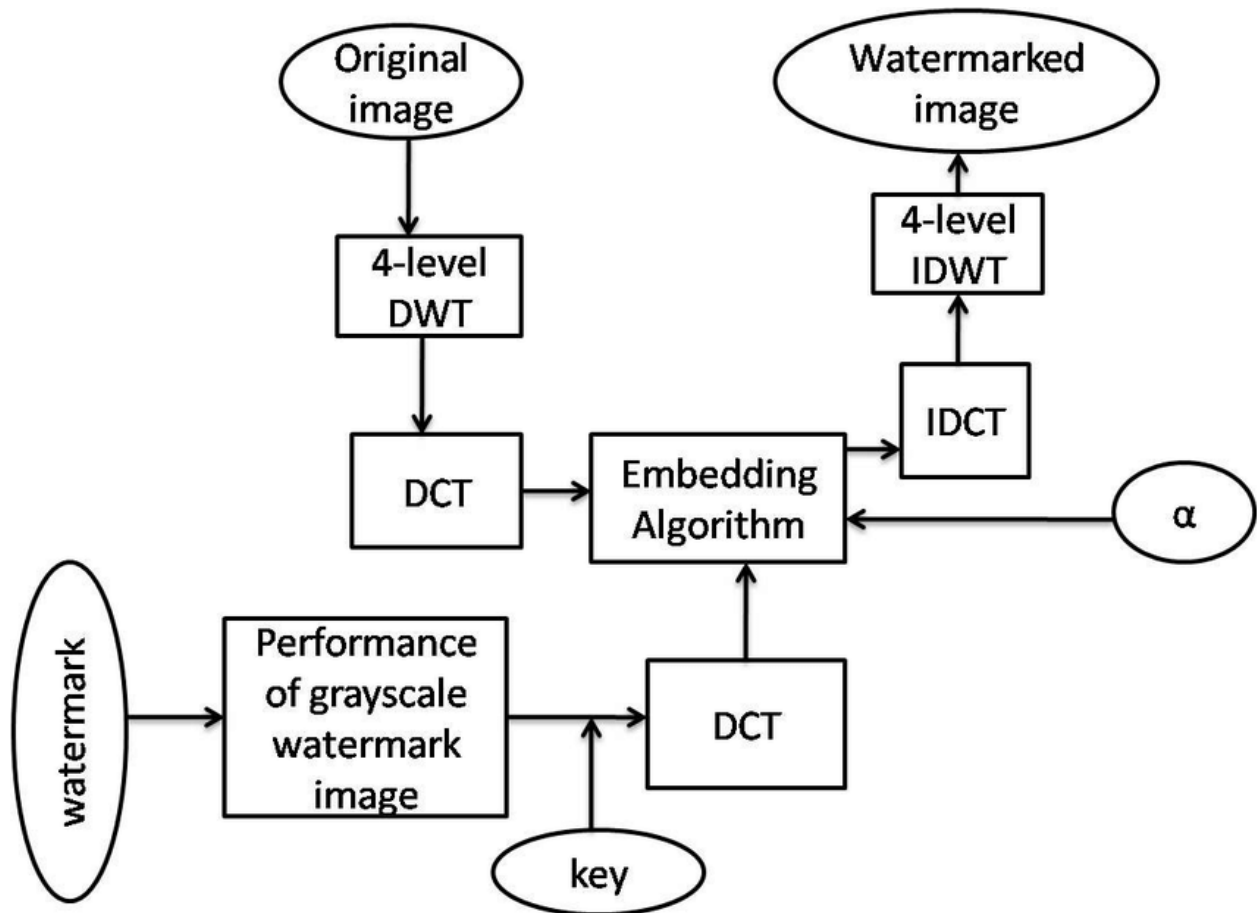 Original
image
Watermarked
image
4-level
DWT
4-level
IDWT
DCT
Embedding
Algorithm
IDCT
α
watermark
Performance
of grayscale
watermark
image
DCT
key